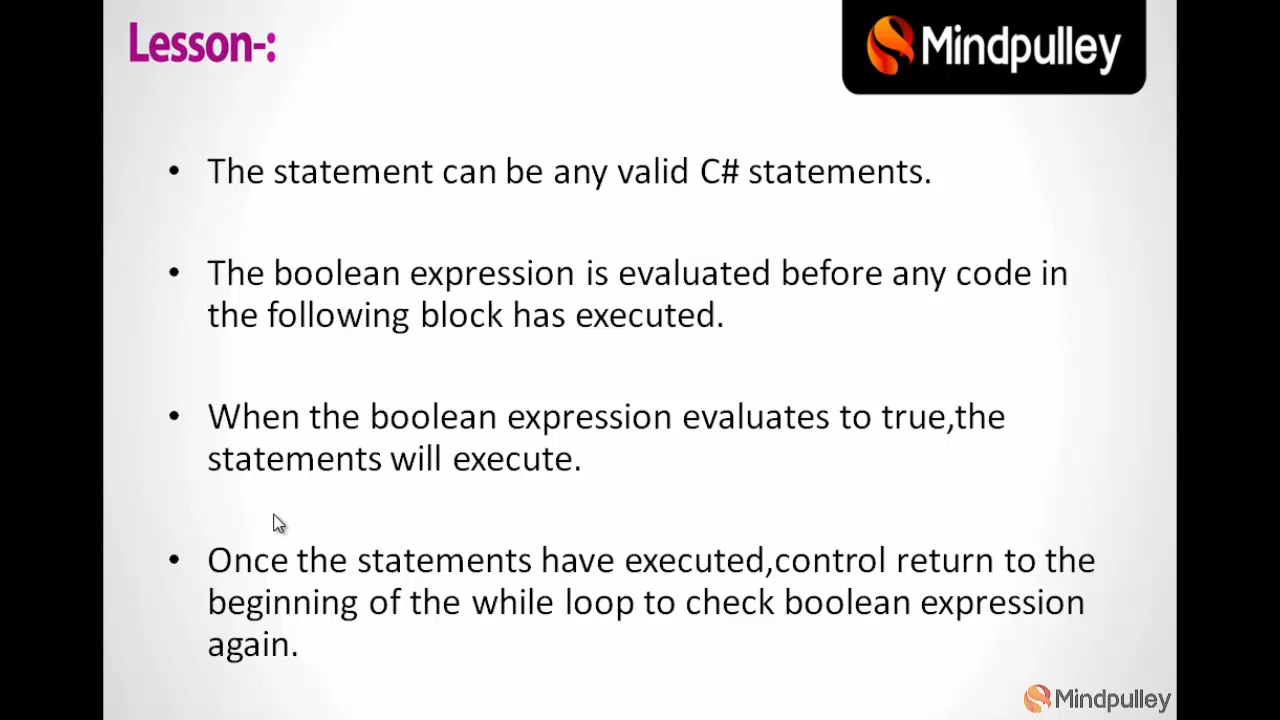 Lesson-:
Mindpulley
• The statement can be any valid C# statements.
• The boolean expression is evaluated before any code in
the following block has executed.
• When the boolean expression evaluates to true,the
statements will execute.
• Once the statements have executed,control return to the
beginning of the while loop to check boolean expression
again.
Mindpulley